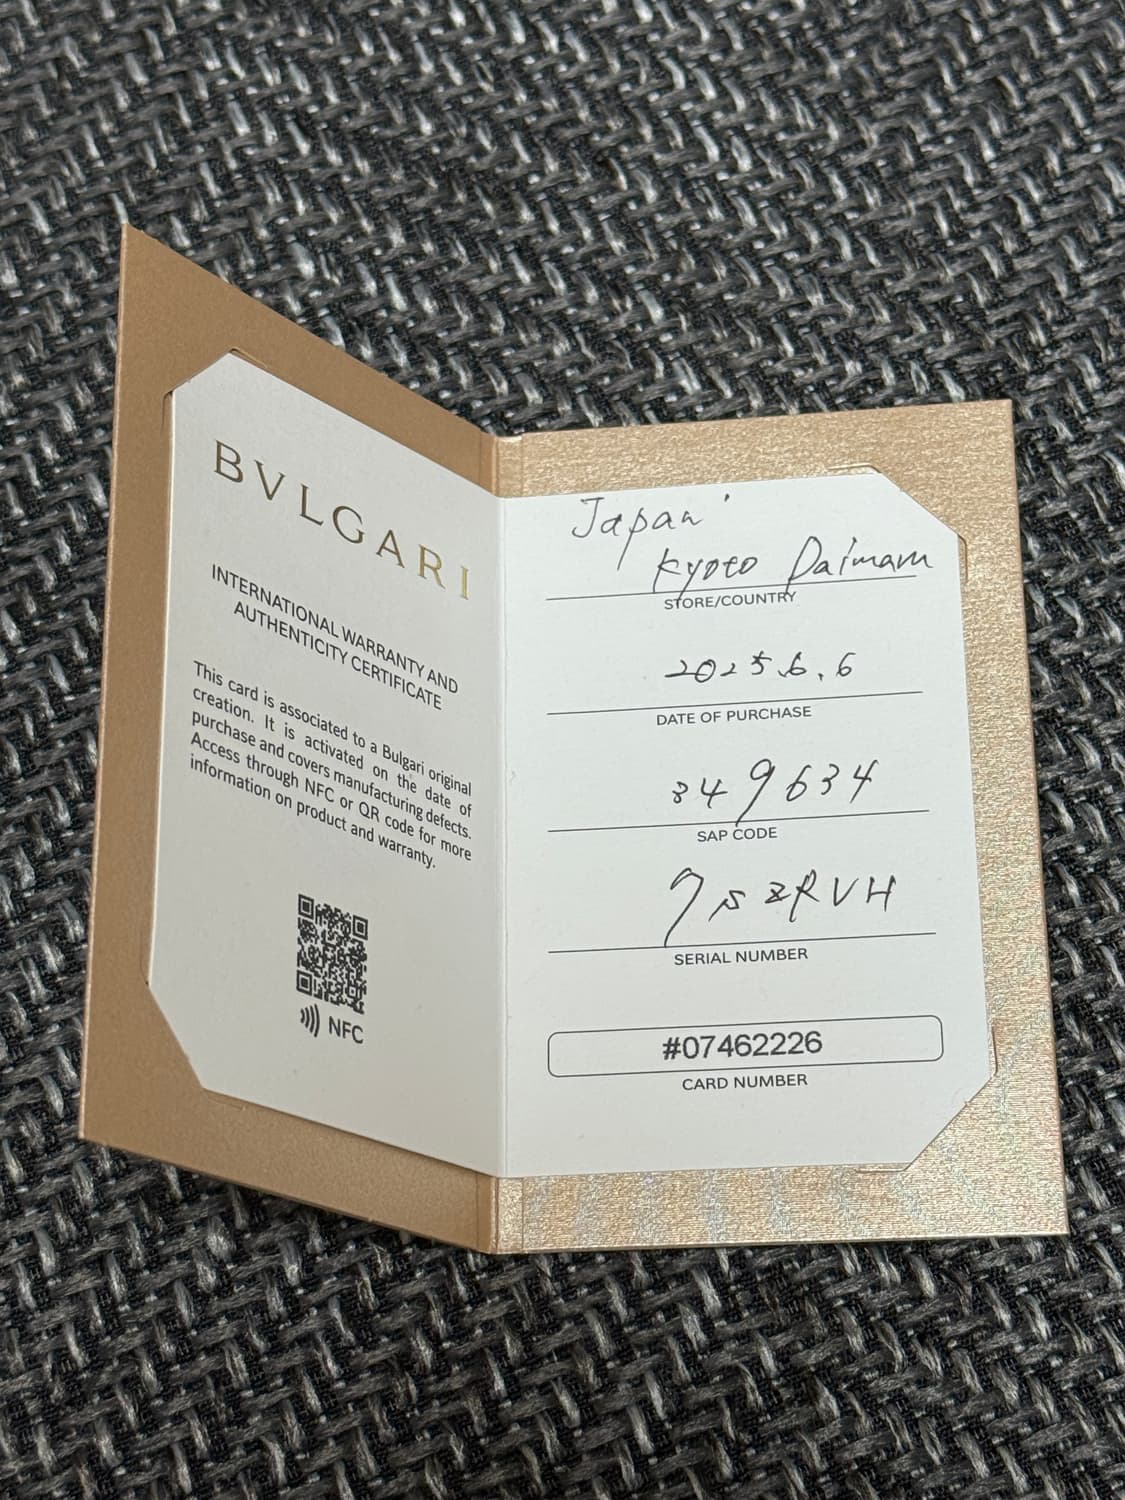 BVLGARI
INTERNATIONAL WARRANTY AND
AUTHENTICITY CERTIFICATE
This card is associated to a Bulgari original
creation. It is activated on the date of
purchase and covers manufacturing defects.
Access through NFC or QR code for more
information on product and warranty.
NFC
Japan
Kyoto Daimaru
STORE/COUNTRY
2025.6.6
DATE OF PURCHASE
349634
SAP CODE
SERIAL NUMBER
#07462226
CARD NUMBER